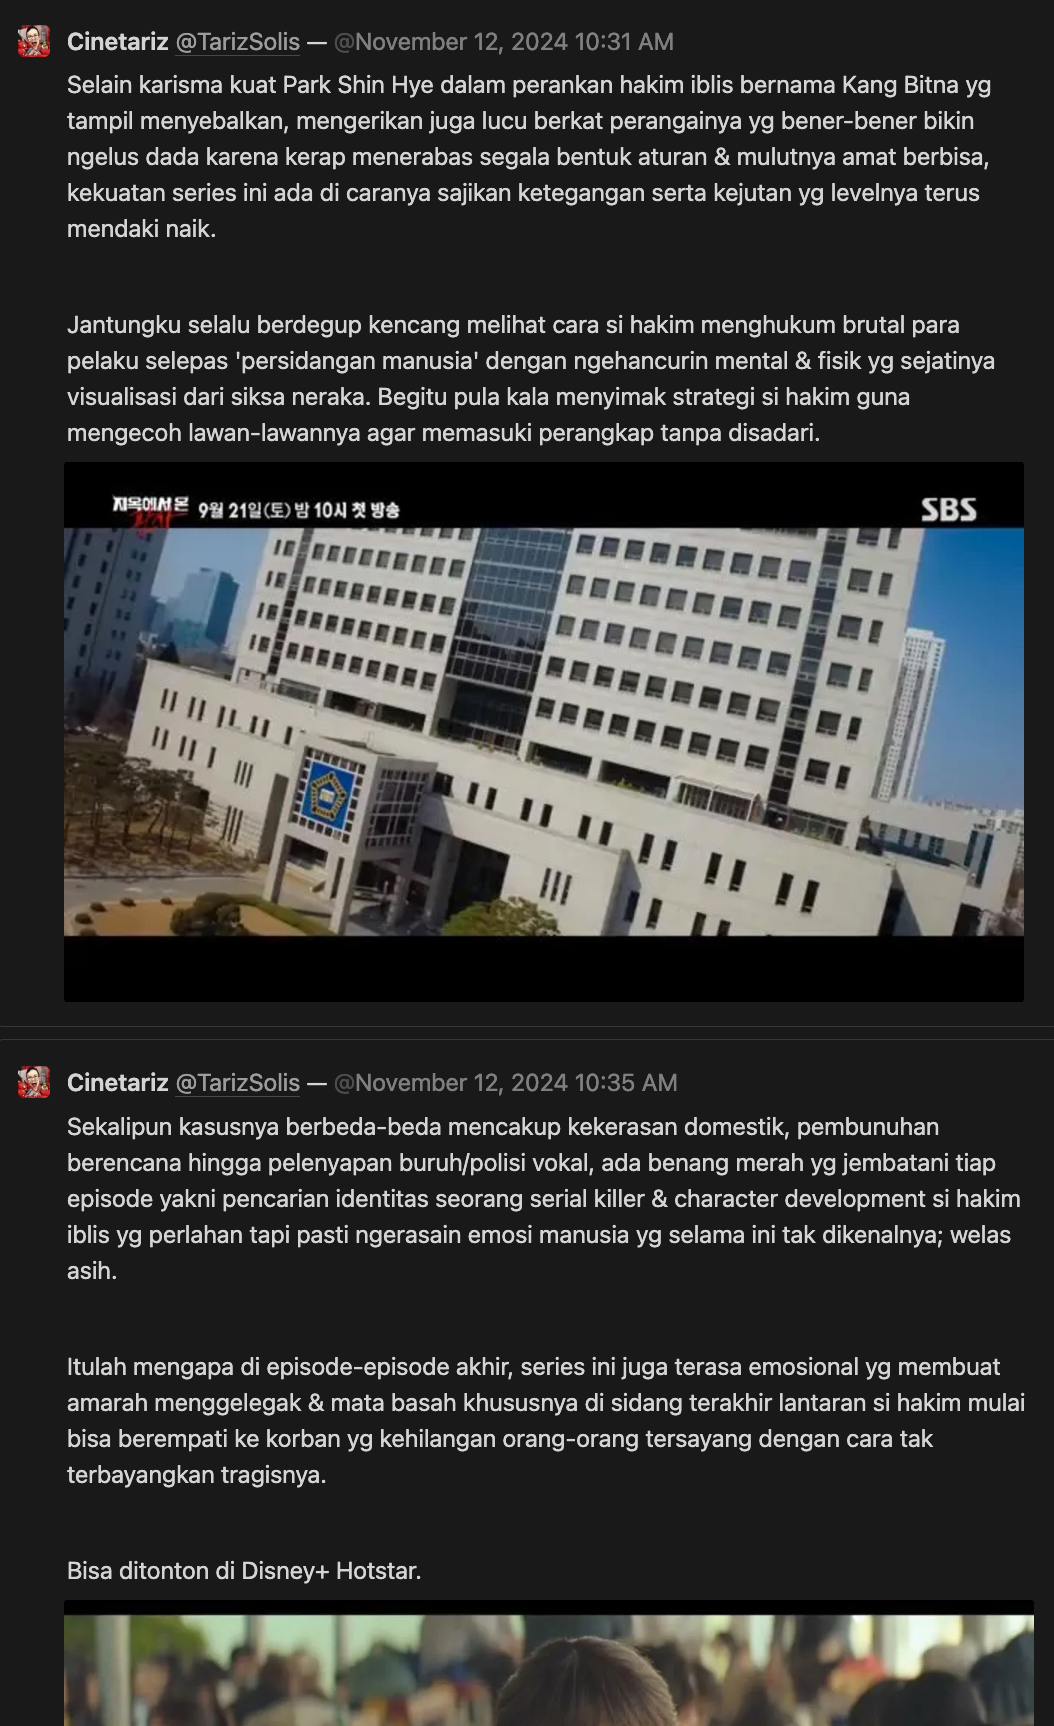 Cinetariz @TarizSolis — @November 12, 2024 10:31 AM
Selain karisma kuat Park Shin Hye dalam perankan hakim iblis bernama Kang Bitna yg
tampil menyebalkan, mengerikan juga lucu berkat perangainya yg bener-bener bikin
ngelus dada karena kerap menerabas segala bentuk aturan & mulutnya amat berbisa,
kekuatan series ini ada di caranya sajikan ketegangan serta kejutan yg levelnya terus
mendaki naik.
Jantungku selalu berdegup kencang melihat cara si hakim menghukum brutal para
pelaku selepas 'persidangan manusia' dengan ngehancurin mental & fisik yg sejatinya
visualisasi dari siksa neraka. Begitu pula kala menyimak strategi si hakim guna
mengecoh lawan-lawannya agar memasuki perangkap tanpa disadari.
지옥에서 온
판사
9월 21일(토) 밤 10시 첫 방송
SBS
Cinetariz @TarizSolis — @November 12, 2024 10:35 AM
Sekalipun kasusnya berbeda-beda mencakup kekerasan domestik, pembunuhan
berencana hingga pelenyapan buruh/polisi vokal, ada benang merah yg jembatani tiap
episode yakni pencarian identitas seorang serial killer & character development si hakim
iblis yg perlahan tapi pasti ngerasain emosi manusia yg selama ini tak dikenalnya; welas
asih.
Itulah mengapa di episode-episode akhir, series ini juga terasa emosional yg membuat
amarah menggelegak & mata basah khususnya di sidang terakhir lantaran si hakim mulai
bisa berempati ke korban yg kehilangan orang-orang tersayang dengan cara tak
terbayangkan tragisnya.
Bisa ditonton di Disney+ Hotstar.